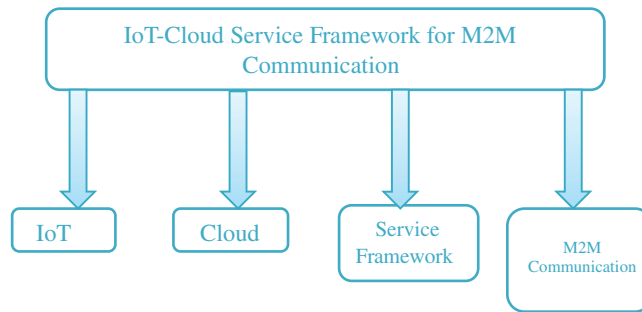 IoT-Cloud Service Framework for M2M
Communication
IoT
Cloud
Service
Framework
M2M
Communication